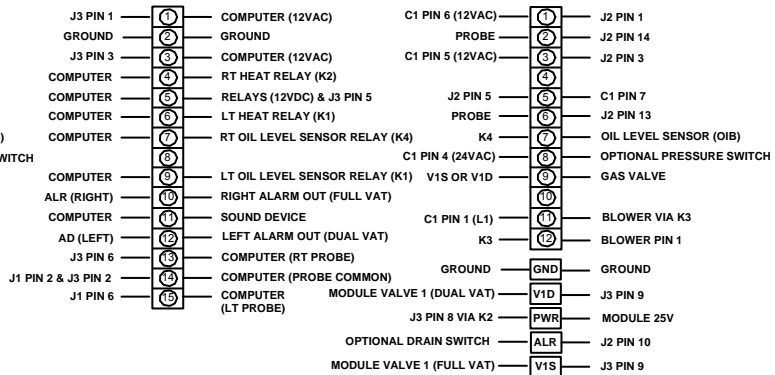 J3 PIN 1 1 COMPUTER (12VAC)
GROUND 2 GROUND
J3 PIN 3 3 COMPUTER (12VAC)
COMPUTER 4 RT HEAT RELAY (K2)
COMPUTER 5 RELAYS (12VDC) & J3 PIN 5
COMPUTER 6 LT HEAT RELAY (K1)
) COMPUTER 7 RT OIL LEVEL SENSOR RELAY (K4)
WITCH 8
COMPUTER 9 LT OIL LEVEL SENSOR RELAY (K1)
ALR (RIGHT) 10 RIGHT ALARM OUT (FULL VAT)
COMPUTER 11 SOUND DEVICE
AD (LEFT) 12 LEFT ALARM OUT (DUAL VAT)
J3 PIN 6 13 COMPUTER (RT PROBE)
J1 PIN 2 & J3 PIN 2 14 COMPUTER (PROBE COMMON)
J1 PIN 6 15 COMPUTER
(LT PROBE)
C1 PIN 6 (12VAC) 1 J2 PIN 1
PROBE 2 J2 PIN 14
C1 PIN 5 (12VAC) 3 J2 PIN 3
4
J2 PIN 5 5 C1 PIN 7
PROBE 6 J2 PIN 13
K4 7 OIL LEVEL SENSOR (OIB)
C1 PIN 4 (24VAC) 8 OPTIONAL PRESSURE SWITCH
V1S OR V1D 9 GAS VALVE
10
C1 PIN 1 (L1) 11 BLOWER VIA K3
K3 12 BLOWER PIN 1
GROUND GND GROUND
MODULE VALVE 1 (DUAL VAT) V1D J3 PIN 9
J3 PIN 8 VIA K2 PWR MODULE 25V
OPTIONAL DRAIN SWITCH ALR J2 PIN 10
MODULE VALVE 1 (FULL VAT) V1S J3 PIN 9